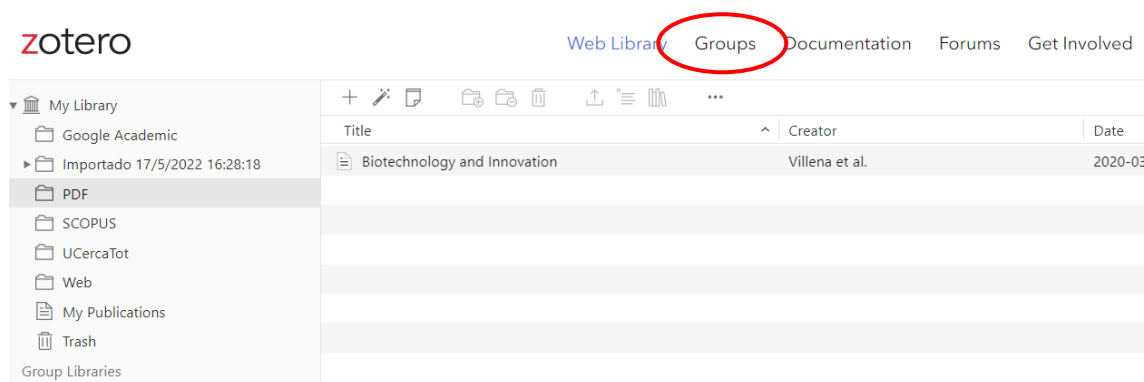 zotero
Web Library Groups Documentation Forums Get Involved
My Library
Google Academic
Importado 17/5/2022 16:28:18
PDF
SCOPUS
UCercaTot
Web
My Publications
Trash
Group Libraries
Title Creator Date
Biotechnology and Innovation Villena et al. 2020-03